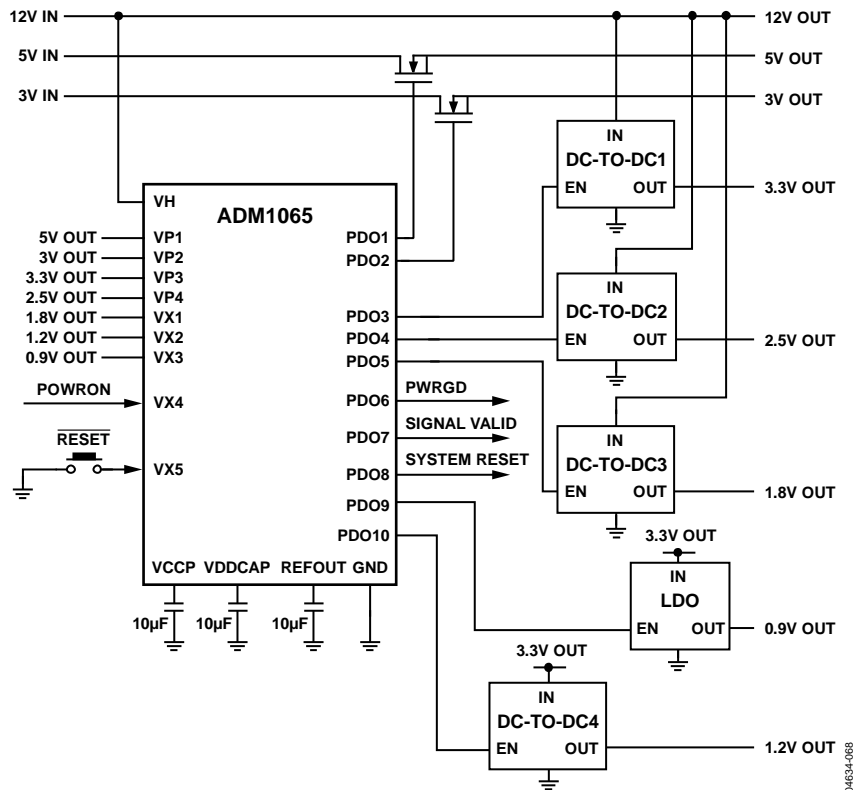 12V IN
12V OUT
5V IN
5V OUT
3V IN
3V OUT
IN
DC-TO-DC1
EN OUT
3.3V OUT
VH
ADM1065
5V OUT
VP1
PDO1
3V OUT
VP2
PDO2
3.3V OUT
VP3
2.5V OUT
VP4
1.8V OUT
VX1
PDO3
1.2V OUT
VX2
PDO4
0.9V OUT
VX3
PDO5
IN
DC-TO-DC2
EN OUT
2.5V OUT
POWRON
VX4
PDO6
PWRGD
SIGNAL VALID
PDO7
RESET
VX5
PDO8
SYSTEM RESET
PDO9
PDO10
IN
DC-TO-DC3
EN OUT
1.8V OUT
VCCP VDDCAP REFOUT GND
10µF 10µF 10µF
3.3V OUT
IN
LDO
EN OUT
0.9V OUT
3.3V OUT
IN
DC-TO-DC4
EN OUT
1.2V OUT
04634-068